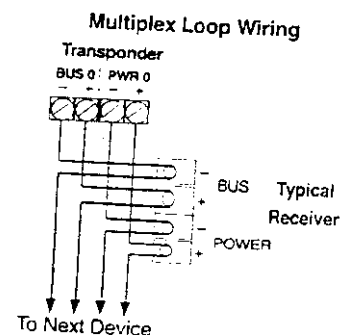 Multiplex Loop Wiring
Transponder
BUS 0 PWR 0
- + - +
-
BUS
+
Typical
Receiver
-
POWER
+
To Next Device